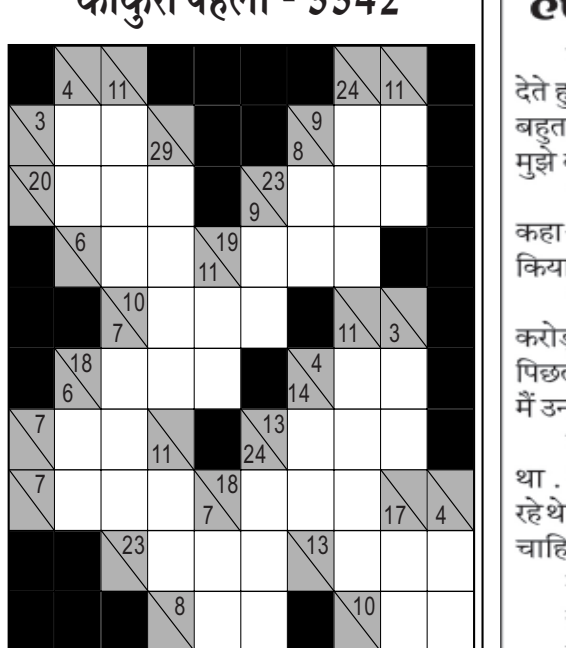 काकुरो पहेली -
4 11 24 11
3 29 9 8
20 23 9
6 19 11
10 7 11 3
18 6 4 14
7 11 13 24
7 18 7 17 4
23 13
8 10
देते
बहुत
मुझे
कहा
किया
करोड़
मैं उन
था .
रहे थे
चाहि